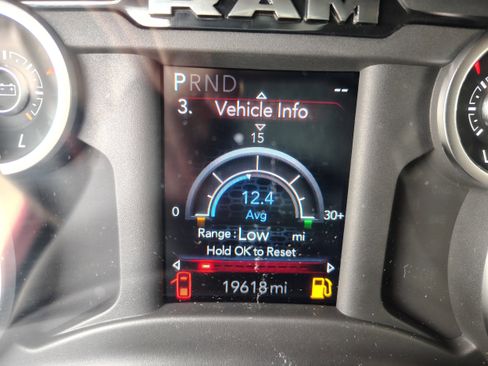 RAM
PRND
--
3. Vehicle Info
15
12.4
Avg
0 30+
Range : Low mi
Hold OK to Reset
19618 mi
L
L